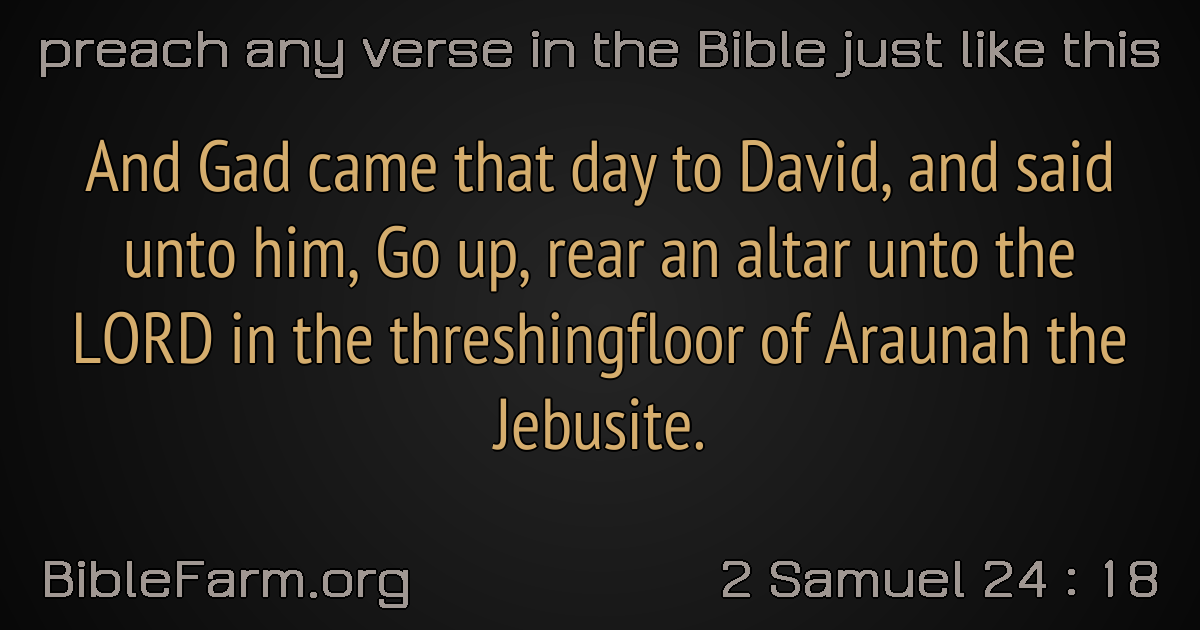 preach any verse in the Bible just like this
And Gad came that day to David, and said
unto him, Go up, rear an altar unto the
LORD in the threshingfloor of Araunah the
Jebusite.
BibleFarm.org
2 Samuel 24 : 18